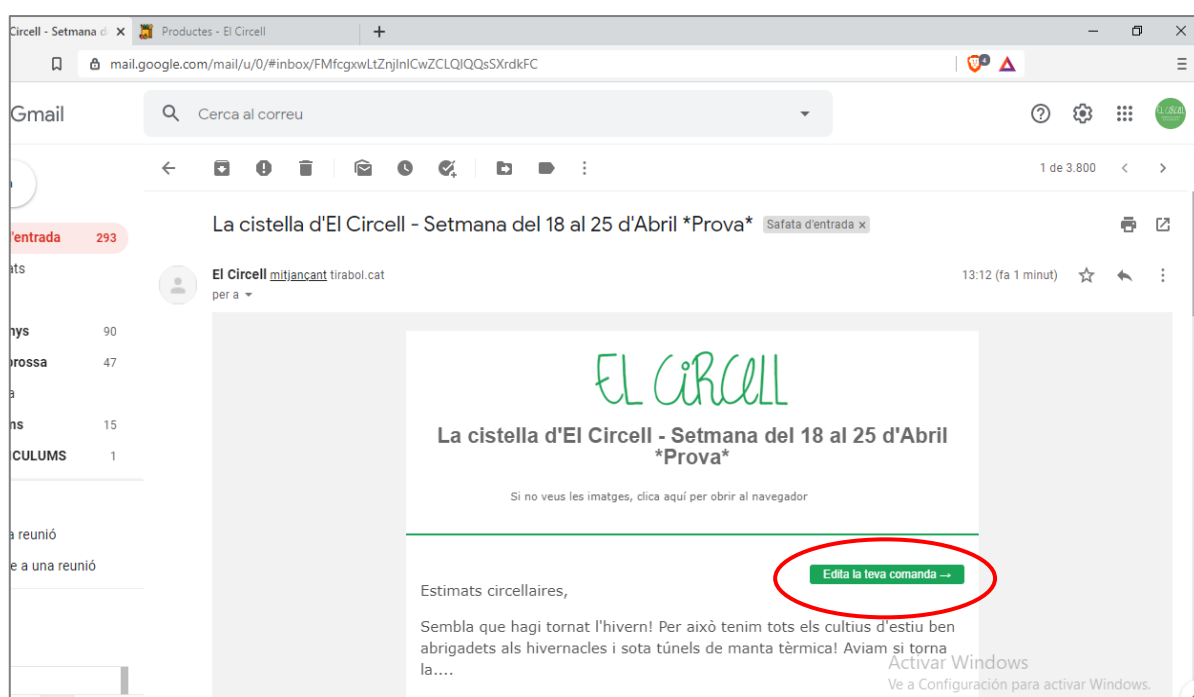 Circell - Setmana d
Productes - El Circell
mail.google.com/mail/u/0/#inbox/FMfcgxwLtZnjlnlCwZCLQlQQsSXrdkFC
4
Gmail
Cerca al correu
1 de 3.800
La cistella d'El Circell - Setmana del 18 al 25 d'Abril *Prova*
Safata d'entrada x
'entrada 293
ats
El Circell mitjançant tirabol.cat
13:12 (fa 1 minut)
per a
nys 90
brossa 47
a
ns 15
CULUMS 1
a reunió
e a una reunió
EL CIRCELL
La cistella d'El Circell - Setmana del 18 al 25 d'Abril
*Prova*
Si no veus les imatges, clica aquí per obrir al navegador
Edita la teva comanda →
Estimats circellaires,
Sembla que hagi tornat l'hivern! Per això tenim tots els cultius d'estiu ben
abrigadets als hivernacles i sota túnels de manta tèrmica! Aviam si torna
la....
Activar Windows
Ve a Configuración para activar Windows.